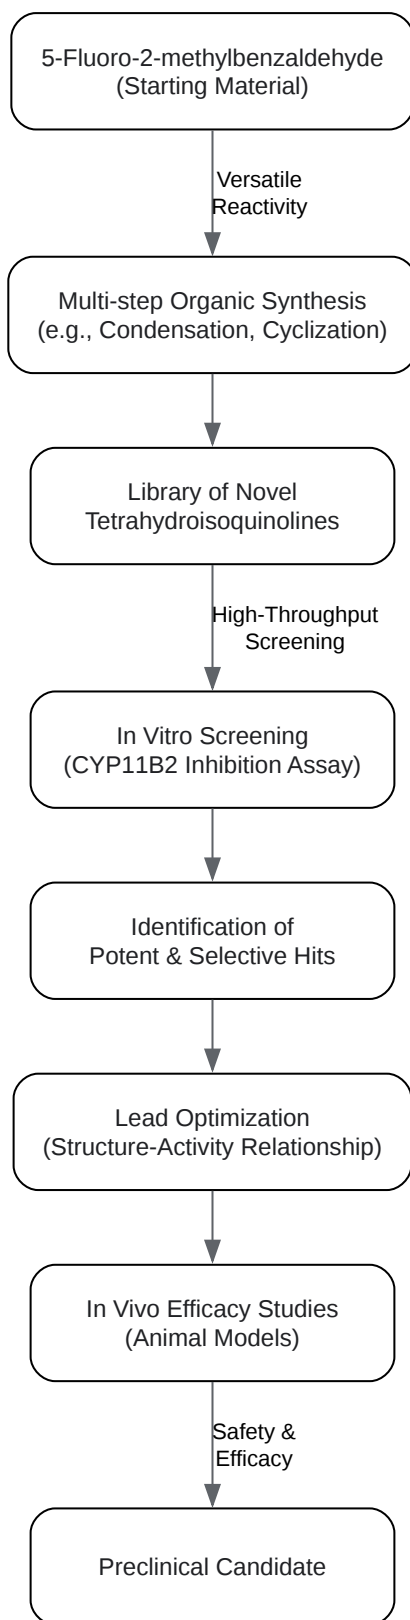 5-Fluoro-2-methylbenzaldehyde
(Starting Material)
Versatile
Reactivity
Multi-step Organic Synthesis
(e.g., Condensation, Cyclization)
Library of Novel
Tetrahydroisoquinolines
High-Throughput
Screening
In Vitro Screening
(CYP11B2 Inhibition Assay)
Identification of
Potent & Selective Hits
Lead Optimization
(Structure-Activity Relationship)
In Vivo Efficacy Studies
(Animal Models)
Safety &
Efficacy
Preclinical Candidate